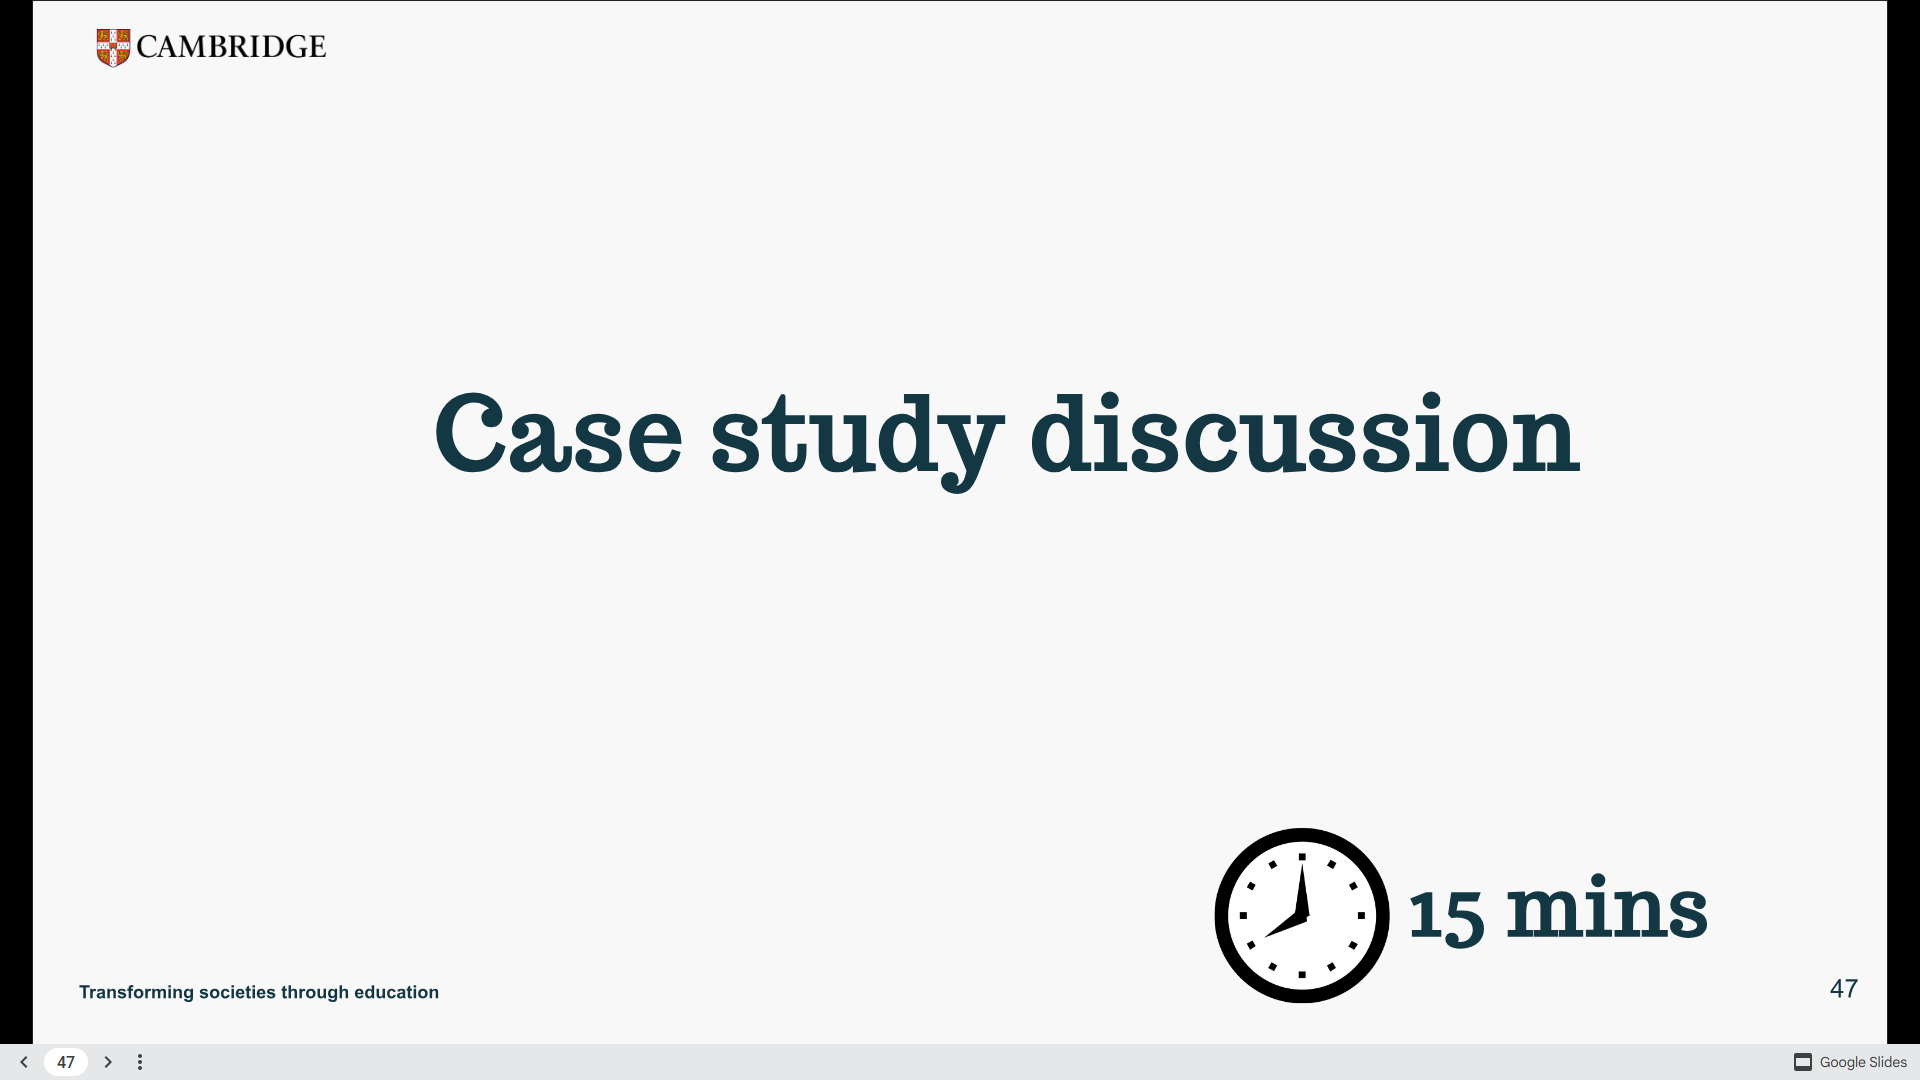 CAMBRIDGE
Case study discussion
15 mins
Transforming societies through education
47
47
Google Slides